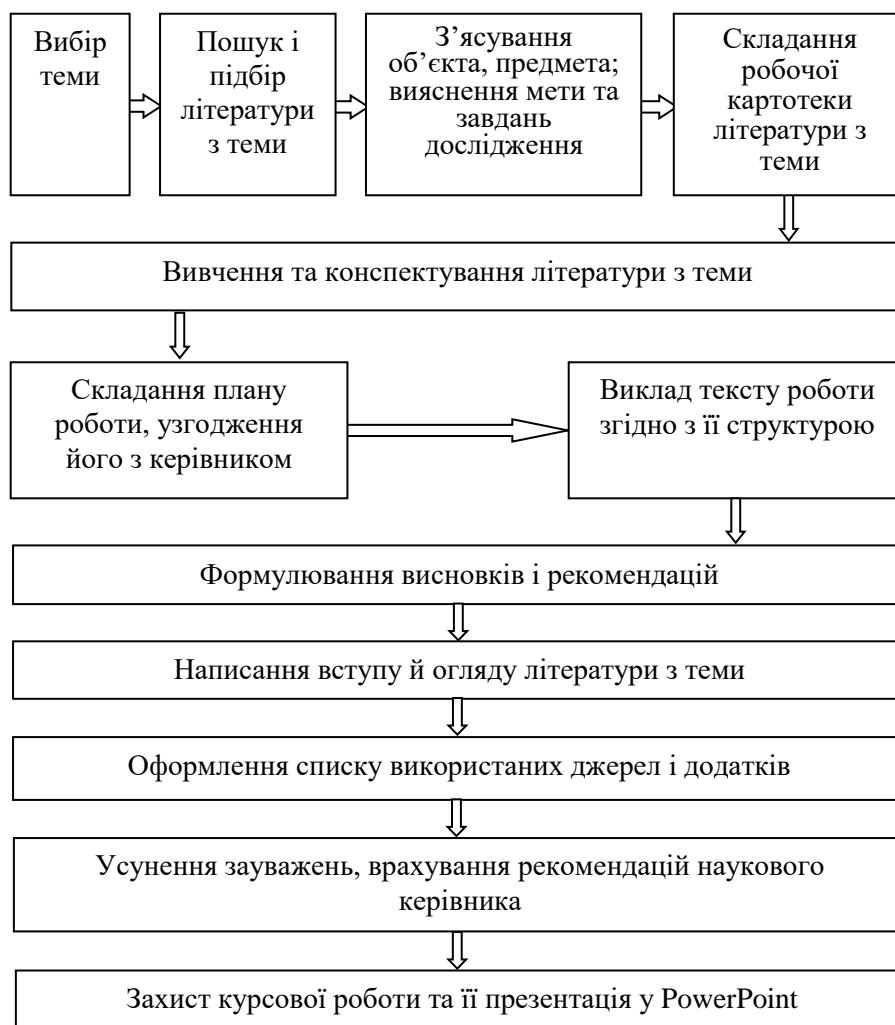 Вибір
теми
Пошук і
підбір
літератури
з теми
З’ясування
об’єкта, предмета;
вияснення мети та
завдань
дослідження
Складання
робочої
картотеки
літератури з
теми
Вивчення та конспектування літератури з теми
Складання плану
роботи, узгодження
його з керівником
Виклад тексту роботи
згідно з її структурою
Формулювання висновків і рекомендацій
Написання вступу й огляду літератури з теми
Оформлення списку використаних джерел і додатків
Усунення зауважень, врахування рекомендацій наукового
керівника
Захист курсової роботи та її презентація у PowerPoint